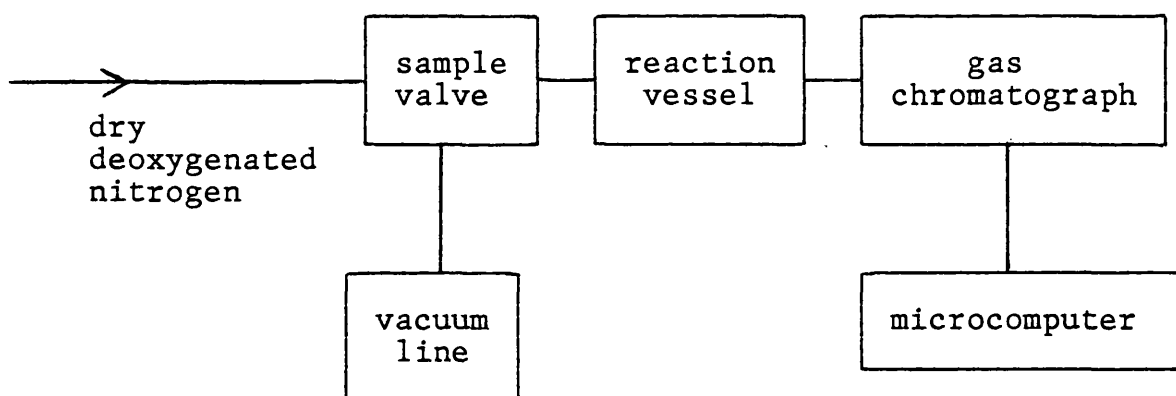 sample
valve
reaction
vessel
gas
chromatograph
dry
deoxygenated
nitrogen
vacuum
line
microcomputer